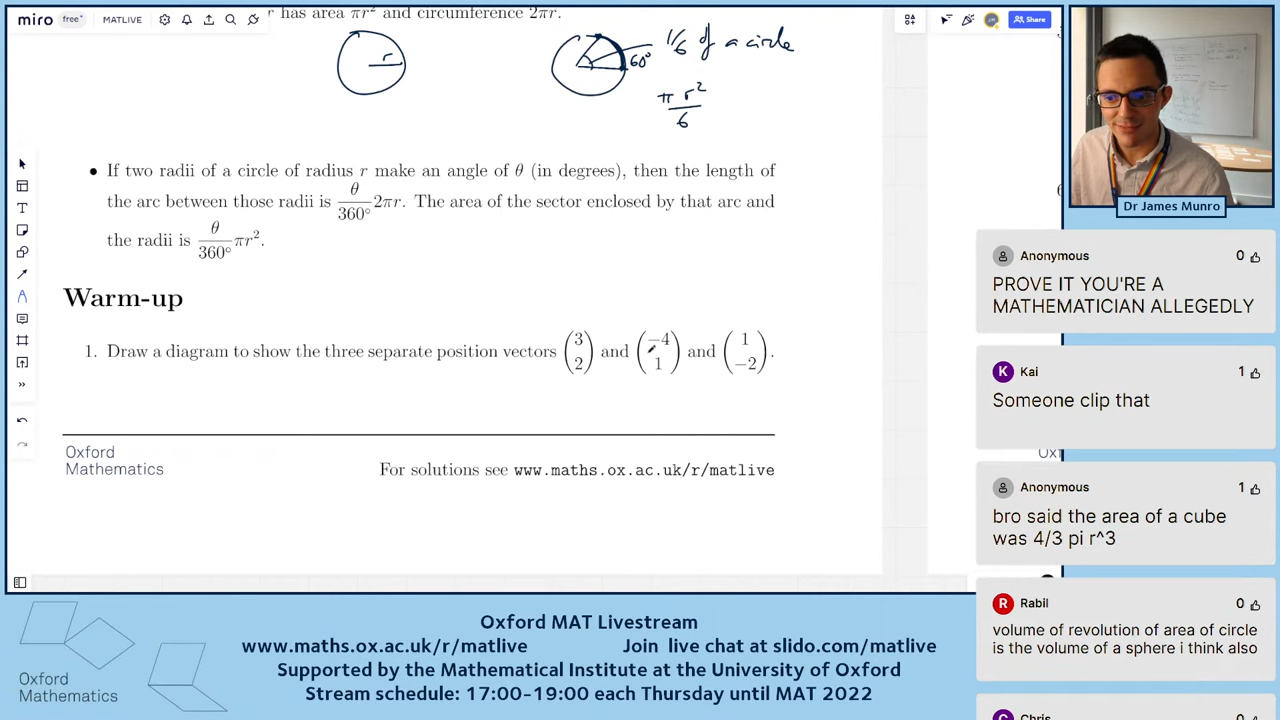 miro free MATLIVE Share
r has area πr² and circumference 2πr.
r
60°
1/6 of a circle
πr²/6
• If two radii of a circle of radius r make an angle of θ (in degrees), then the length of
the arc between those radii is θ/360° 2πr. The area of the sector enclosed by that arc and
the radii is θ/360° πr².
Warm-up
1. Draw a diagram to show the three separate position vectors (3 2) and (−4 1) and (1 −2).
Oxford
Mathematics
For solutions see www.maths.ox.ac.uk/r/matlive
Dr James Munro
Anonymous 0
PROVE IT YOU'RE A
MATHEMATICIAN ALLEGEDLY
K Kai 1
Someone clip that
Anonymous 1
bro said the area of a cube
was 4/3 pi r^3
R Rabil 0
volume of revolution of area of circle
is the volume of a sphere i think also
Chris
Oxford
Mathematics
Oxford MAT Livestream
www.maths.ox.ac.uk/r/matlive Join live chat at slido.com/matlive
Supported by the Mathematical Institute at the University of Oxford
Stream schedule: 17:00-19:00 each Thursday until MAT 2022